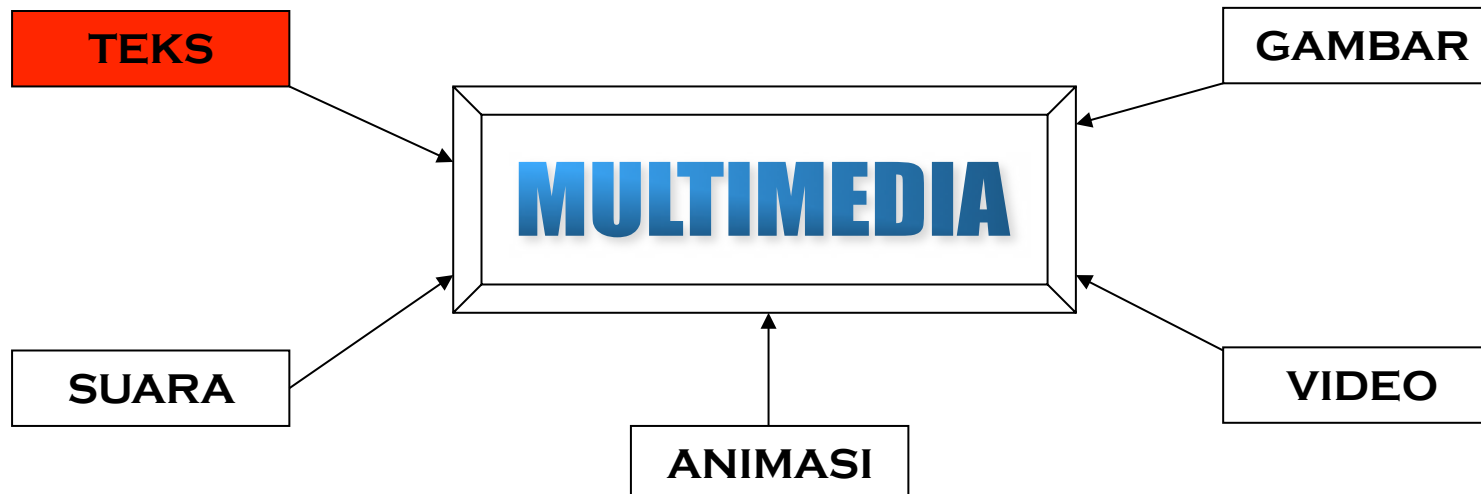 TEKS
GAMBAR
MULTIMEDIA
SUARA
VIDEO
ANIMASI